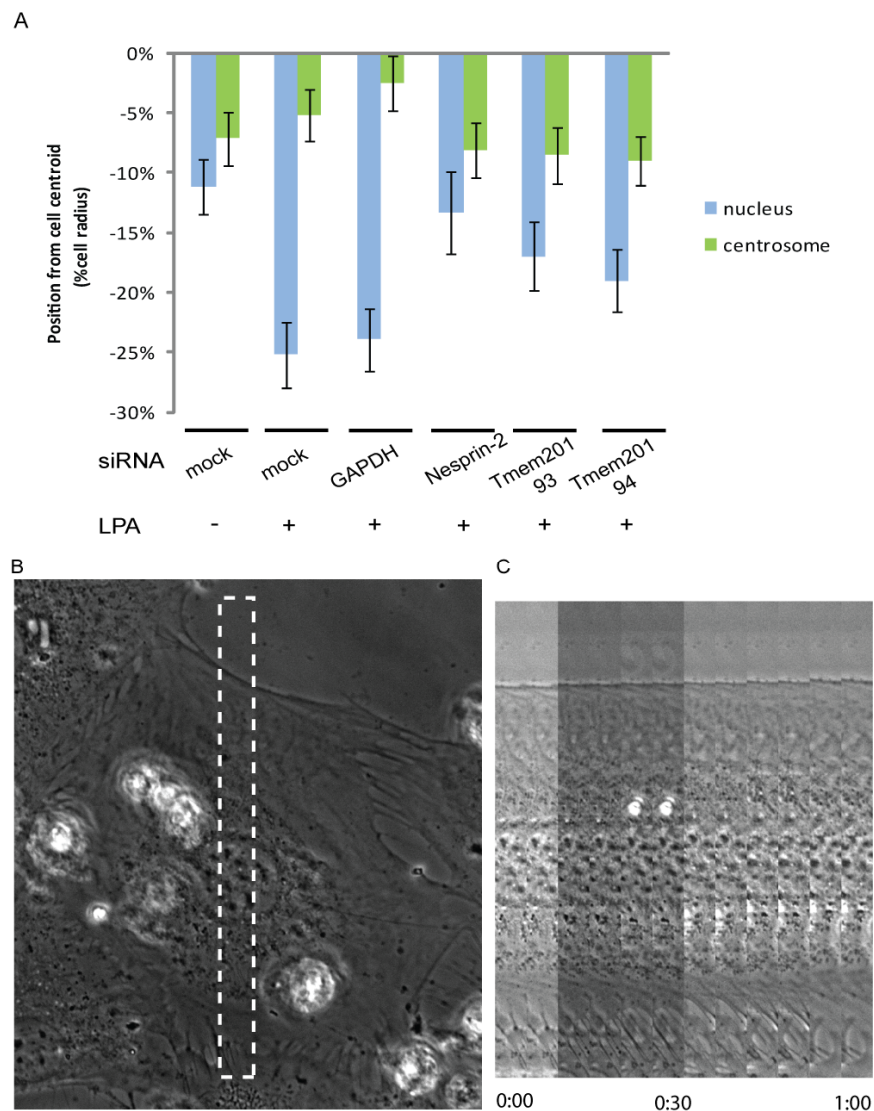 A
0%
-5%
-10%
-15%
-20%
-25%
-30%
Position from cell centroid
(%cell radius)
nucleus
centrosome
siRNA
mock
mock
GAPDH
Nesprin-2
Tmem201
93
Tmem201
94
LPA
-
+
+
+
+
+
B
C
0:00
0:30
1:00